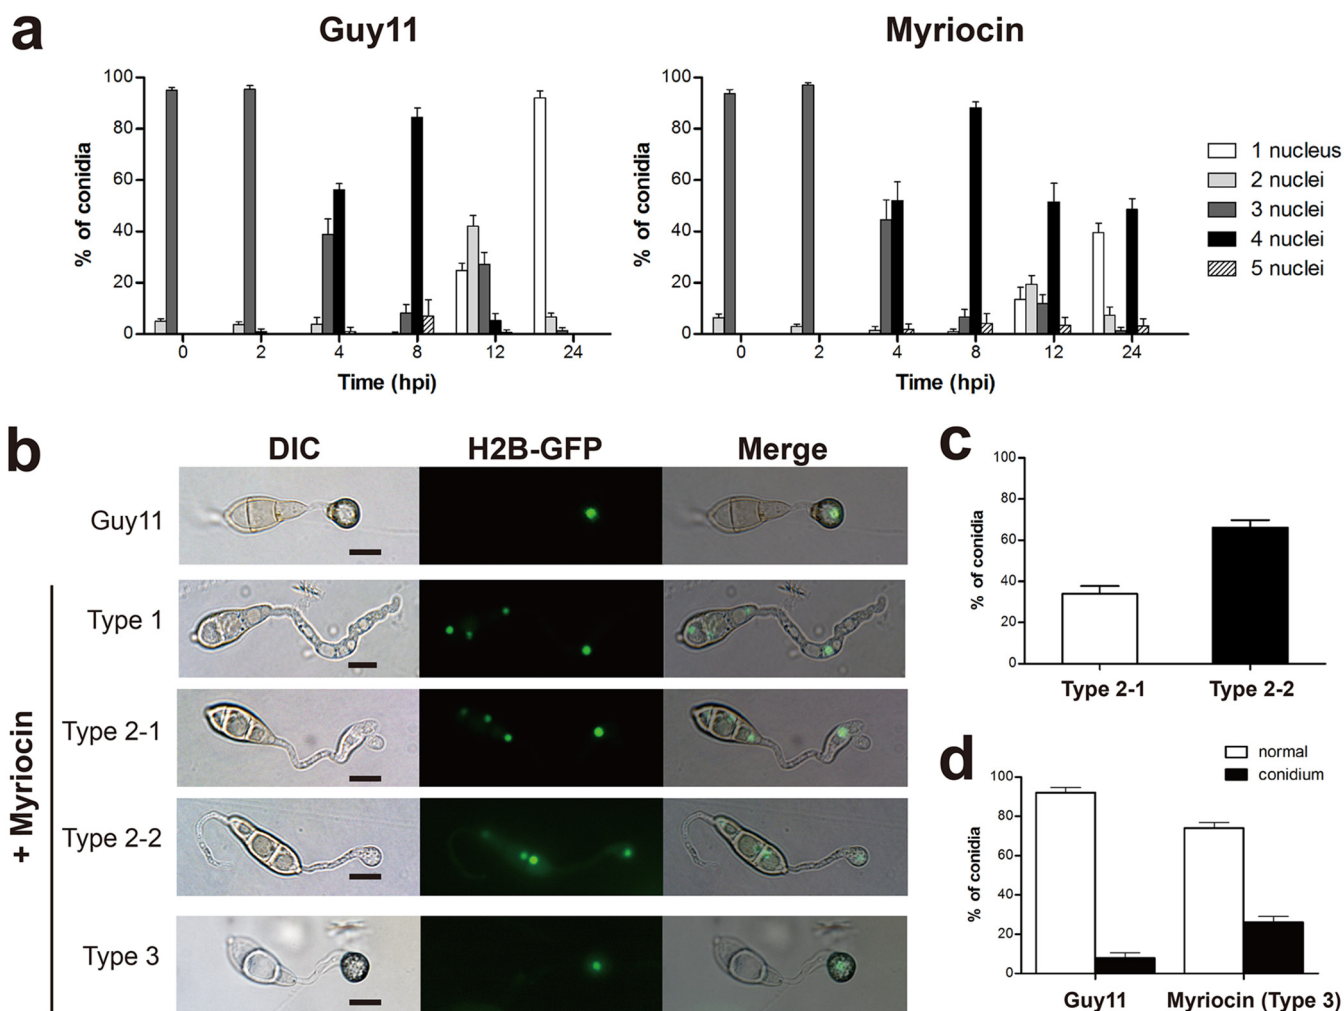 a
Guy11
% of conidia
100
80
60
40
20
0
0 2 4 8 12 24
Time (hpi)
Myriocin
% of conidia
100
80
60
40
20
0
0 2 4 8 12 24
Time (hpi)
1 nucleus
2 nuclei
3 nuclei
4 nuclei
5 nuclei
b
DIC H2B-GFP Merge
Guy11
+ Myriocin
Type 1
Type 2-1
Type 2-2
Type 3
c
% of conidia
100
80
60
40
20
0
Type 2-1 Type 2-2
d
normal
conidium
% of conidia
100
80
60
40
20
0
Guy11 Myriocin (Type 3)